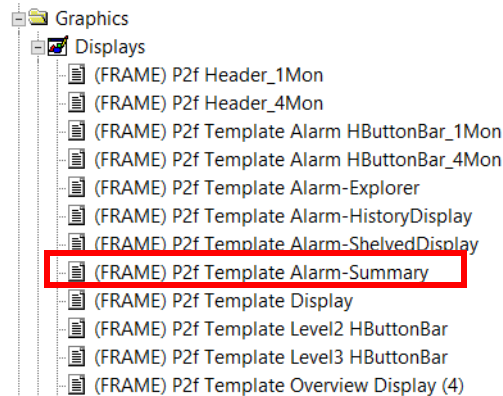 Graphics
Displays
(FRAME) P2f Header_1Mon
(FRAME) P2f Header_4Mon
(FRAME) P2f Template Alarm HButtonBar_1Mon
(FRAME) P2f Template Alarm HButtonBar_4Mon
(FRAME) P2f Template Alarm-Explorer
(FRAME) P2f Template Alarm-HistoryDisplay
(FRAME) P2f Template Alarm-ShelvedDisplay
(FRAME) P2f Template Alarm-Summary
(FRAME) P2f Template Display
(FRAME) P2f Template Level2 HButtonBar
(FRAME) P2f Template Level3 HButtonBar
(FRAME) P2f Template Overview Display (4)